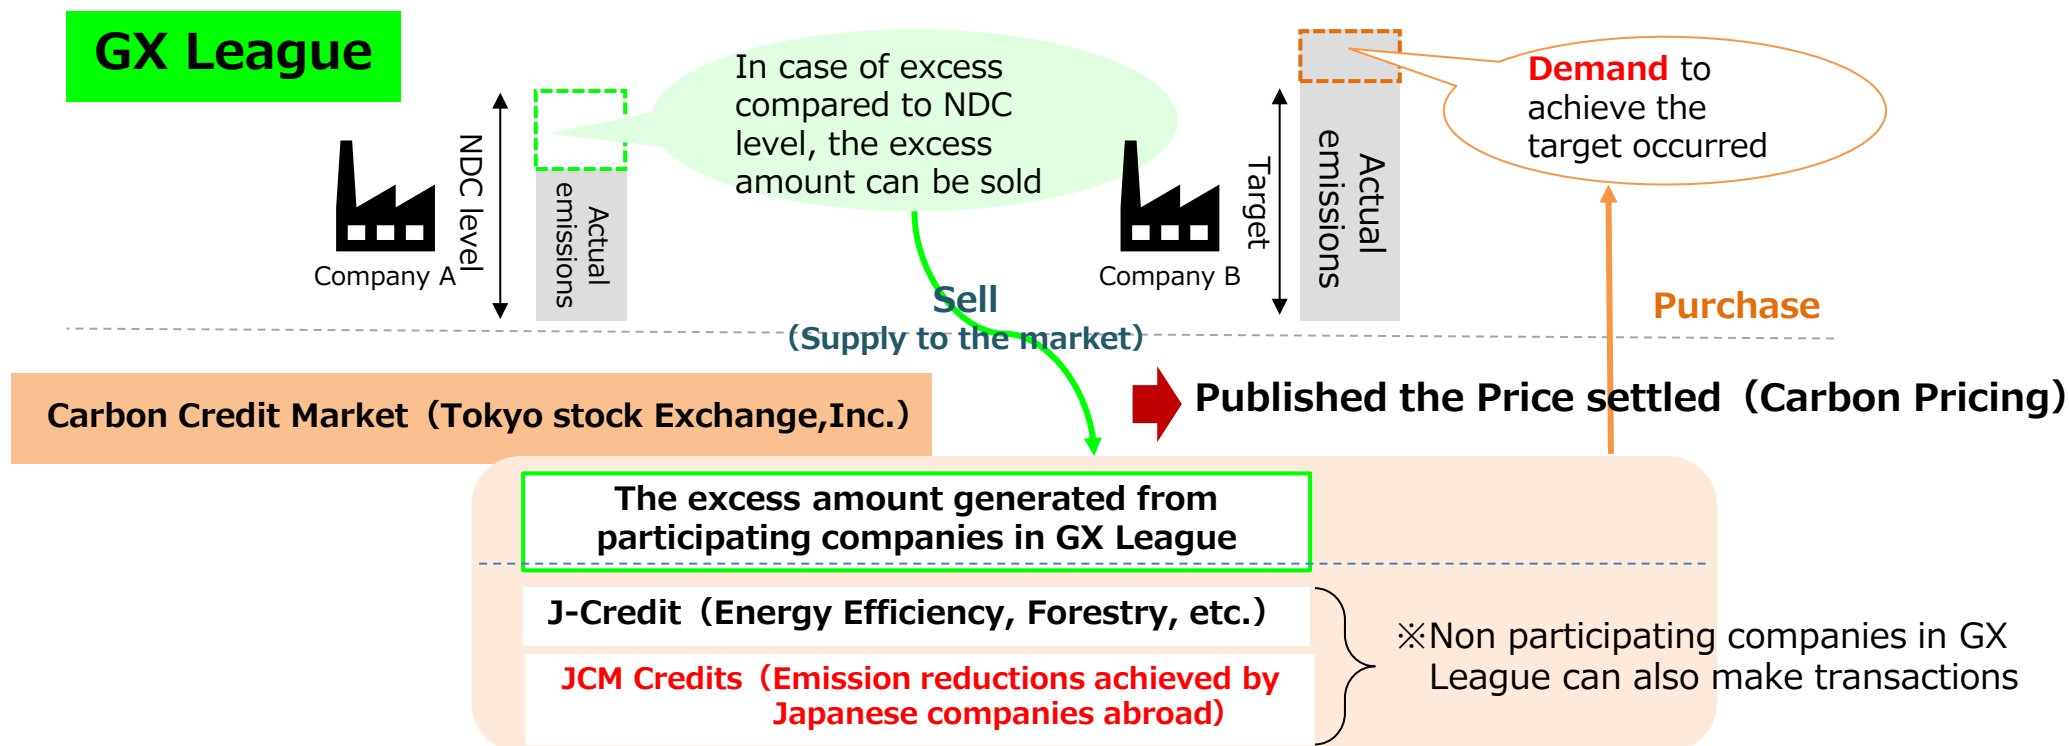 GX League
In case of excess
compared to NDC
level, the excess
amount can be sold
NDC level
Actual
emissions
Company A
Demand to
achieve the
target occurred
Target
Actual
emissions
Company B
Sell
（Supply to the market）
Purchase
Carbon Credit Market（Tokyo stock Exchange,Inc.）
Published the Price settled（Carbon Pricing）
The excess amount generated from
participating companies in GX League
J-Credit（Energy Efficiency, Forestry, etc.）
JCM Credits（Emission reductions achieved by
Japanese companies abroad）
※Non participating companies in GX
League can also make transactions